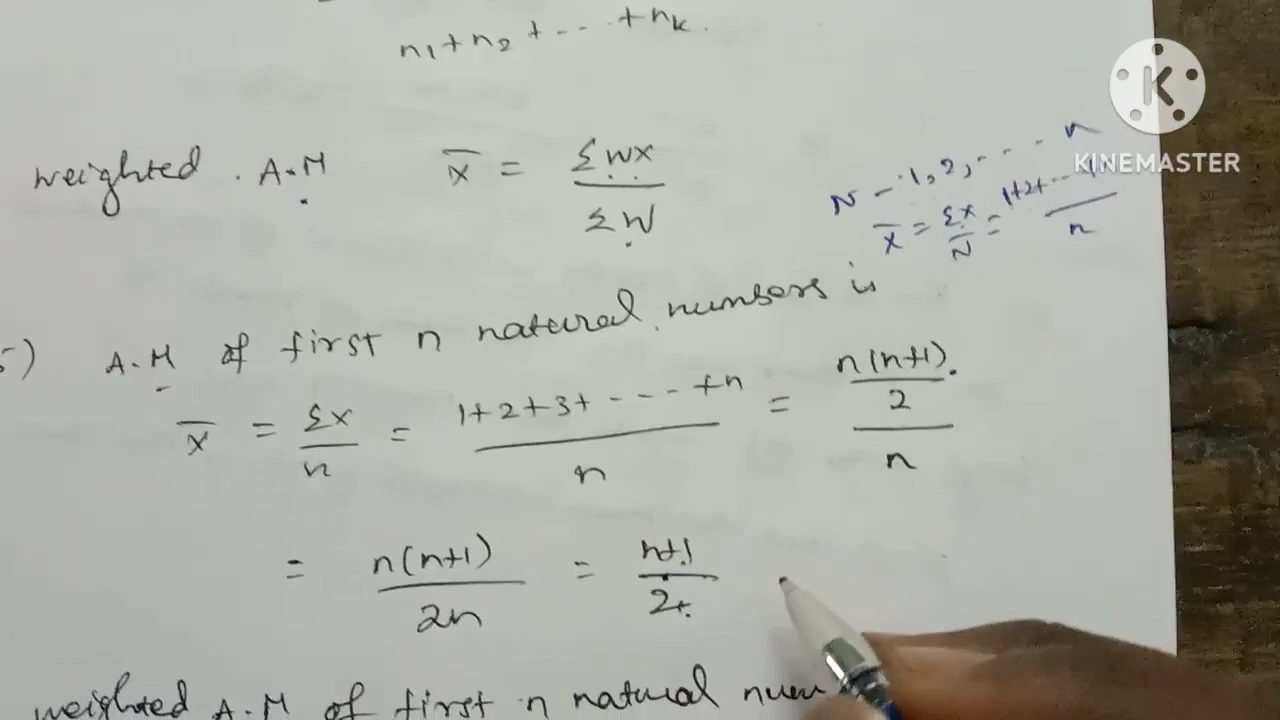 n₁+n₂+ - - - +nₖ.
KINEMASTER
weighted . A.M x̄ = ΣWX / ΣW
N - 1, 2, - - - - n
x̄ = ΣX / N = 1+2+ - - / n
5) A.M of first n natural numbers is
x̄ = ΣX / n = 1+2+3+ - - - - +n / n = n(n+1) / 2 / n
= n(n+1) / 2n = n+1 / 2
weighted A.M of first n natural